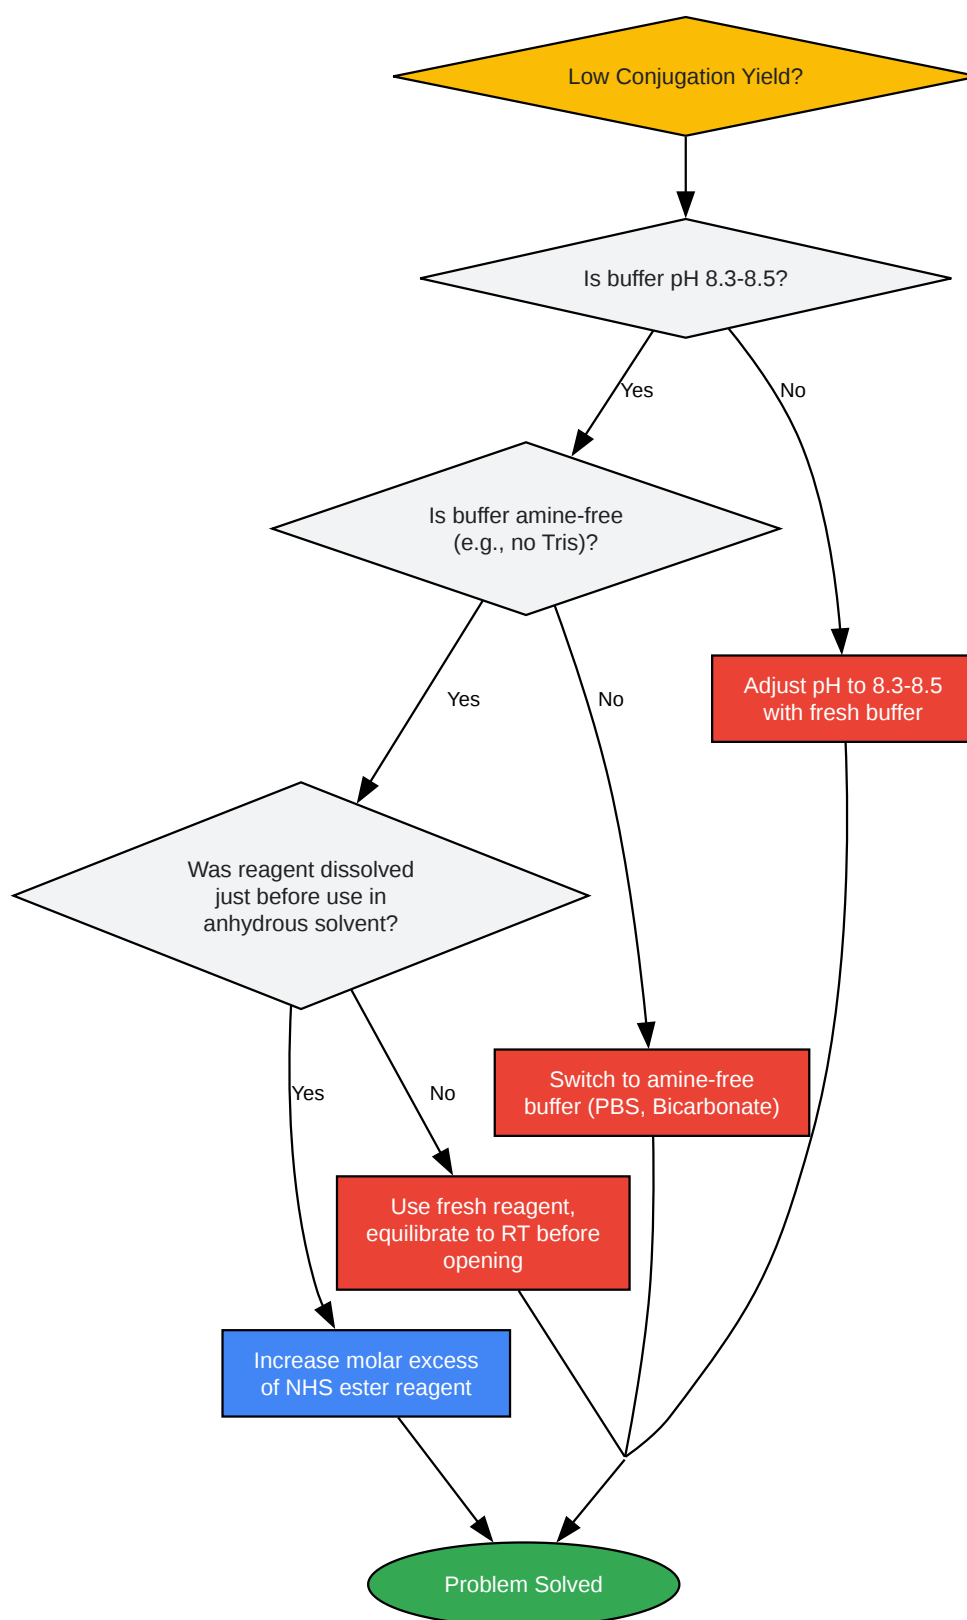 Low Conjugation Yield?
Is buffer pH 8.3-8.5?
Yes
No
Is buffer amine-free
(e.g., no Tris)?
Yes
No
Adjust pH to 8.3-8.5
with fresh buffer
Was reagent dissolved
just before use in
anhydrous solvent?
Yes
No
Switch to amine-free
buffer (PBS, Bicarbonate)
Use fresh reagent,
equilibrate to RT before
opening
Increase molar excess
of NHS ester reagent
Problem Solved